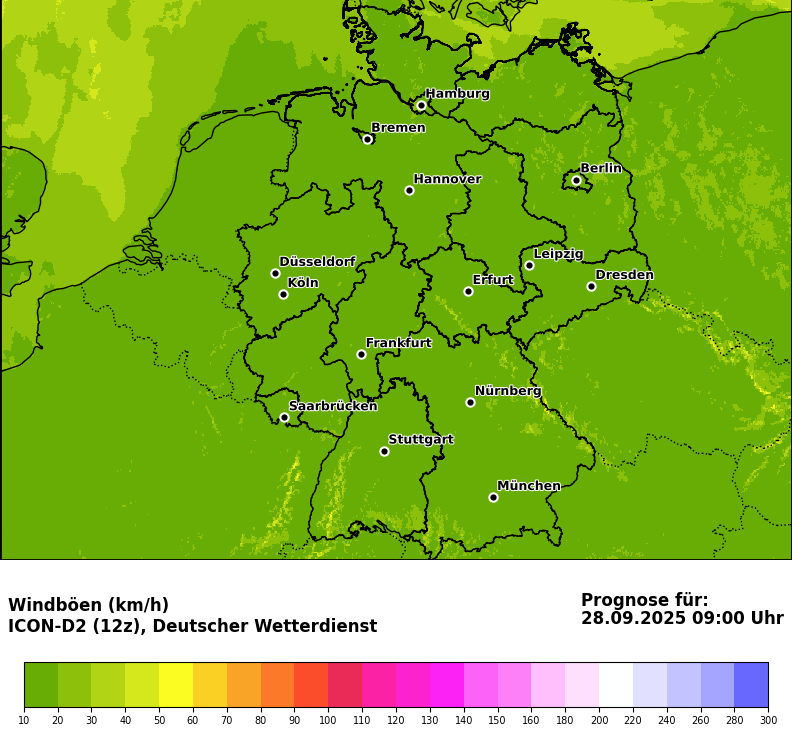 Hamburg
Bremen
Berlin
Hannover
Düsseldorf
Leipzig
Köln
Erfurt
Dresden
Frankfurt
Nürnberg
Saarbrücken
Stuttgart
München
Windböen (km/h)
ICON-D2 (12z), Deutscher Wetterdienst
Prognose für:
28.09.2025 09:00 Uhr
10 20 30 40 50 60 70 80 90 100 110 120 130 140 150 160 180 200 220 240 260 280 300